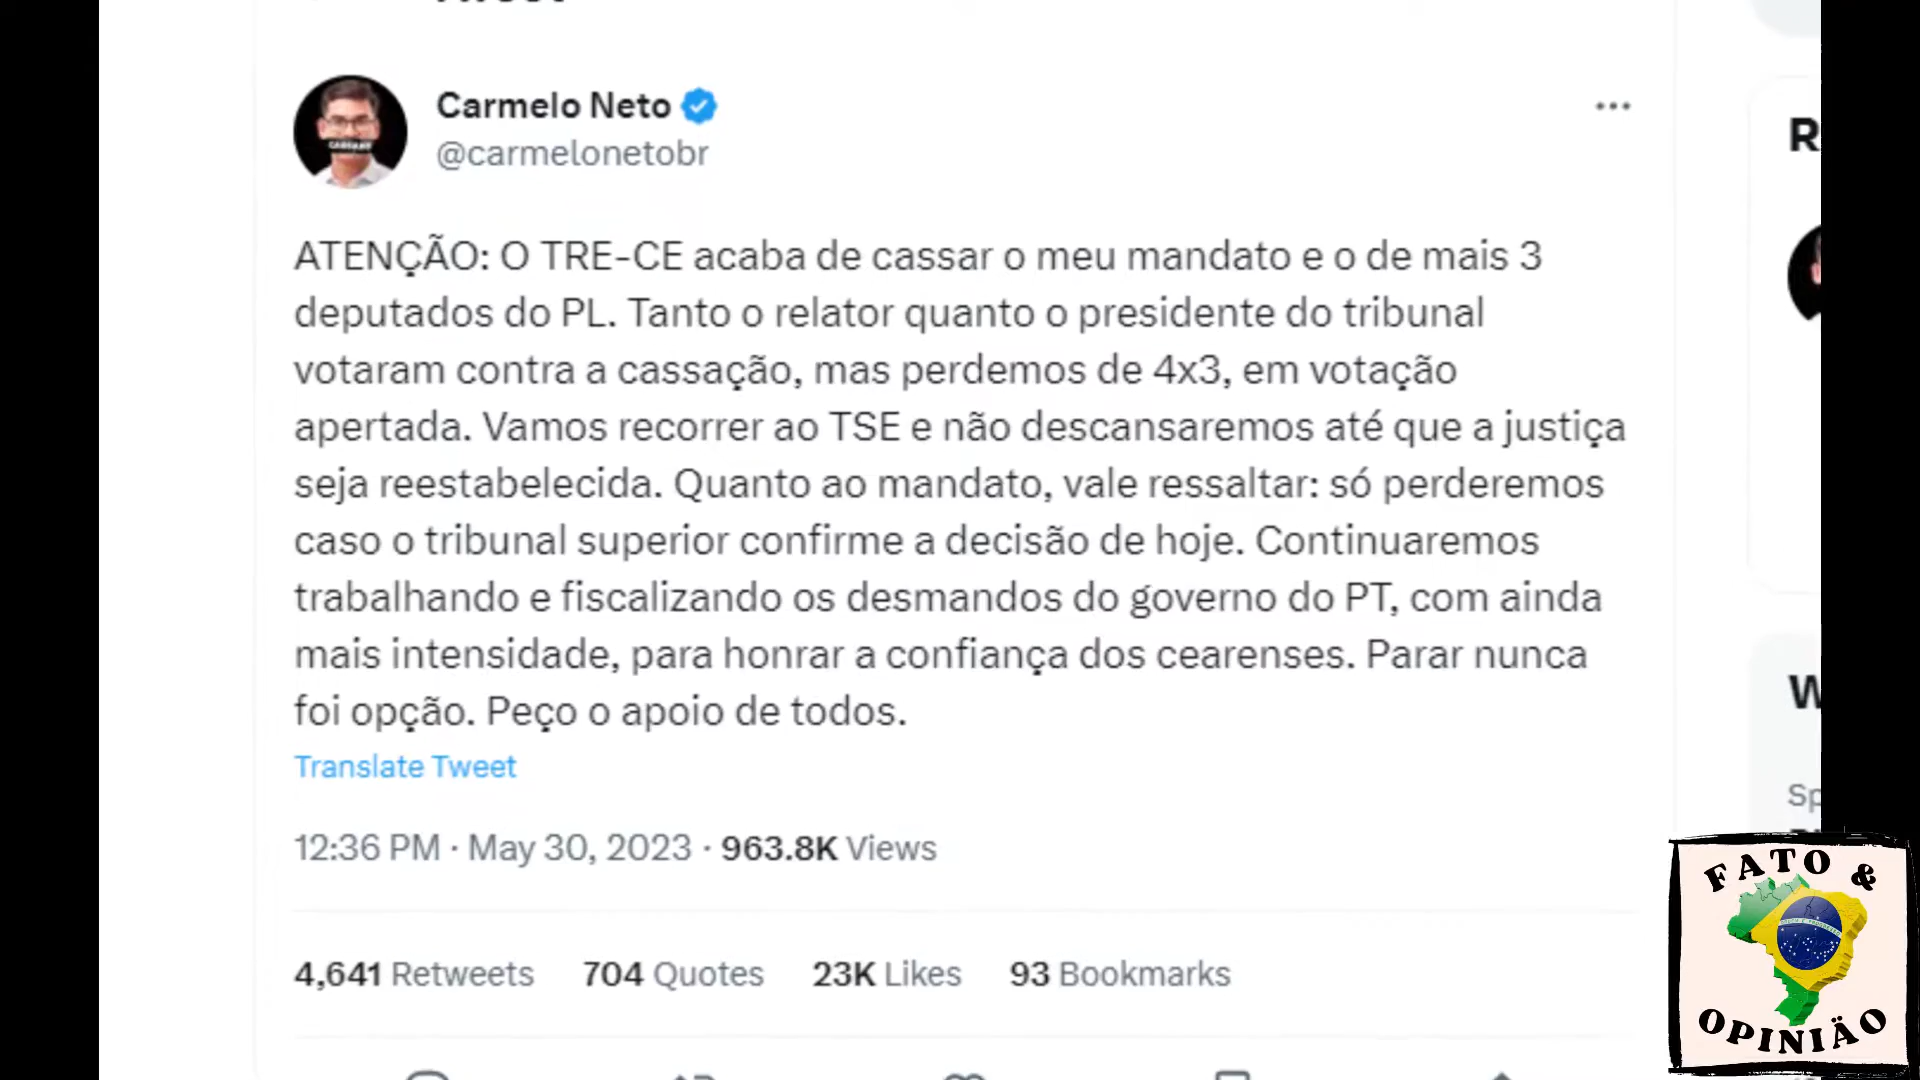 Carmelo Neto
@carmelonetobr
ATENÇÃO: O TRE-CE acaba de cassar o meu mandato e o de mais 3
deputados do PL. Tanto o relator quanto o presidente do tribunal
votaram contra a cassação, mas perdemos de 4x3, em votação
apertada. Vamos recorrer ao TSE e não descansaremos até que a justiça
seja reestabelecida. Quanto ao mandato, vale ressaltar: só perderemos
caso o tribunal superior confirme a decisão de hoje. Continuaremos
trabalhando e fiscalizando os desmandos do governo do PT, com ainda
mais intensidade, para honrar a confiança dos cearenses. Parar nunca
foi opção. Peço o apoio de todos.
Translate Tweet
12:36 PM · May 30, 2023 · 963.8K Views
4,641 Retweets 704 Quotes 23K Likes 93 Bookmarks
FATO &
OPINIÄO